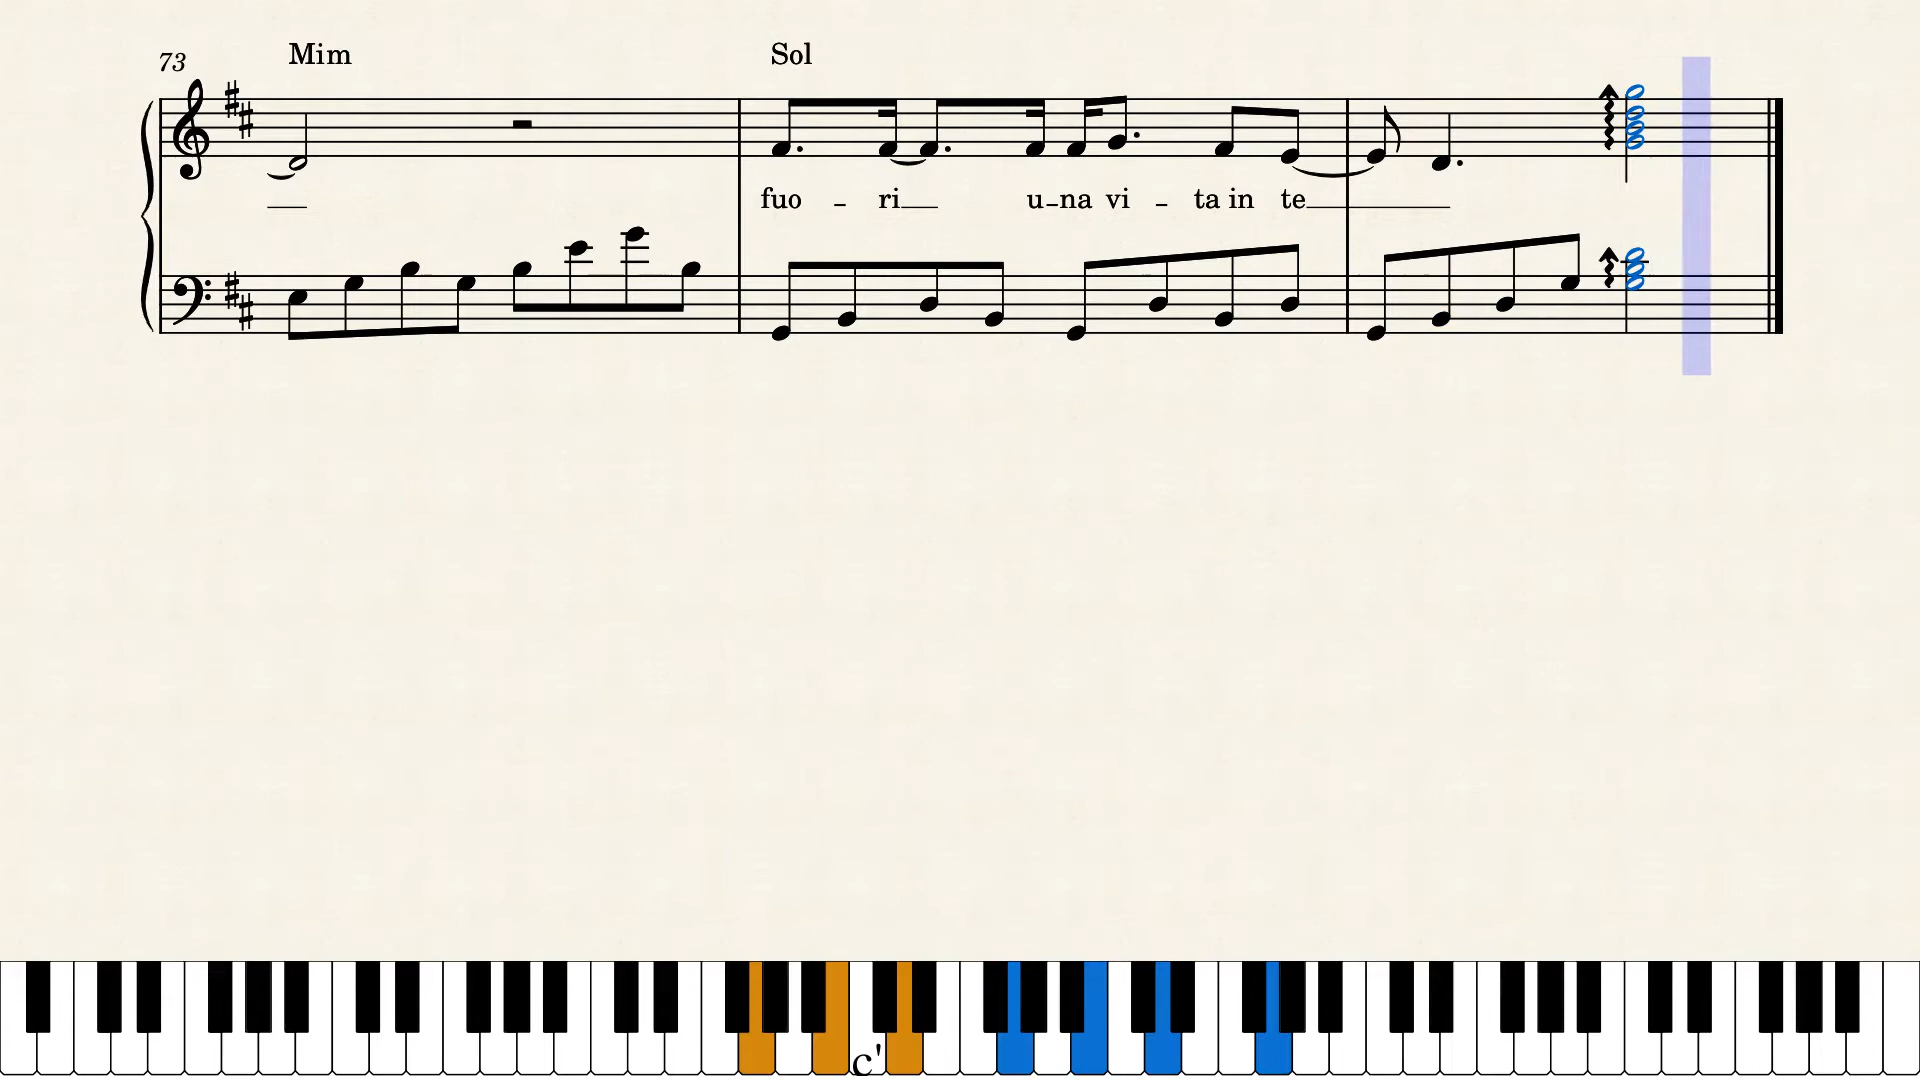 73 Mim Sol
fuo - ri u-na vi - ta in te
c'